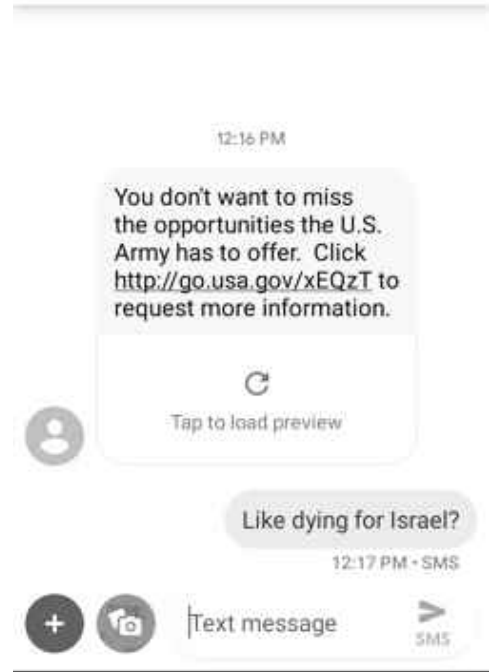 12:16 PM
You don't want to miss
the opportunities the U.S.
Army has to offer.  Click
http://go.usa.gov/xEQzT to
request more information.
Tap to load preview
Like dying for Israel?
12:17 PM • SMS
Text message
SMS